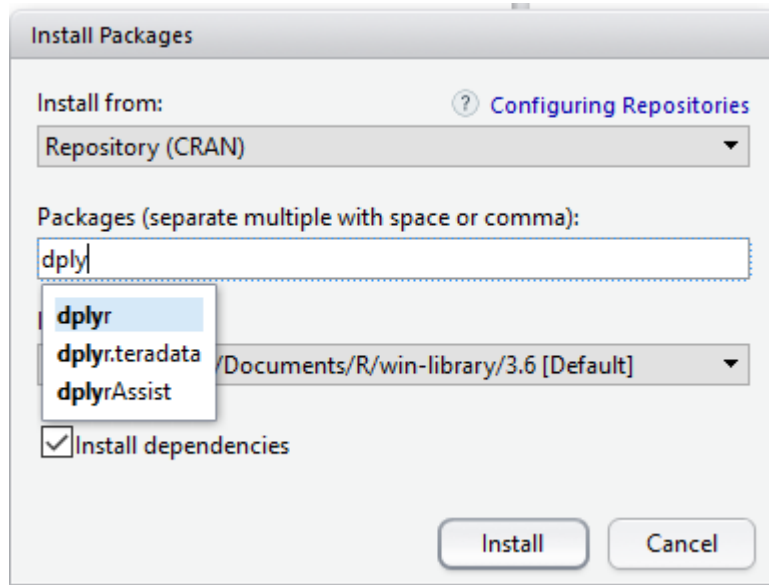 Install Packages
Install from:
? Configuring Repositories
Repository (CRAN)
Packages (separate multiple with space or comma):
dply
dplyr
dplyr.teradata
dplyrAssist
/Documents/R/win-library/3.6 [Default]
Install dependencies
Install
Cancel